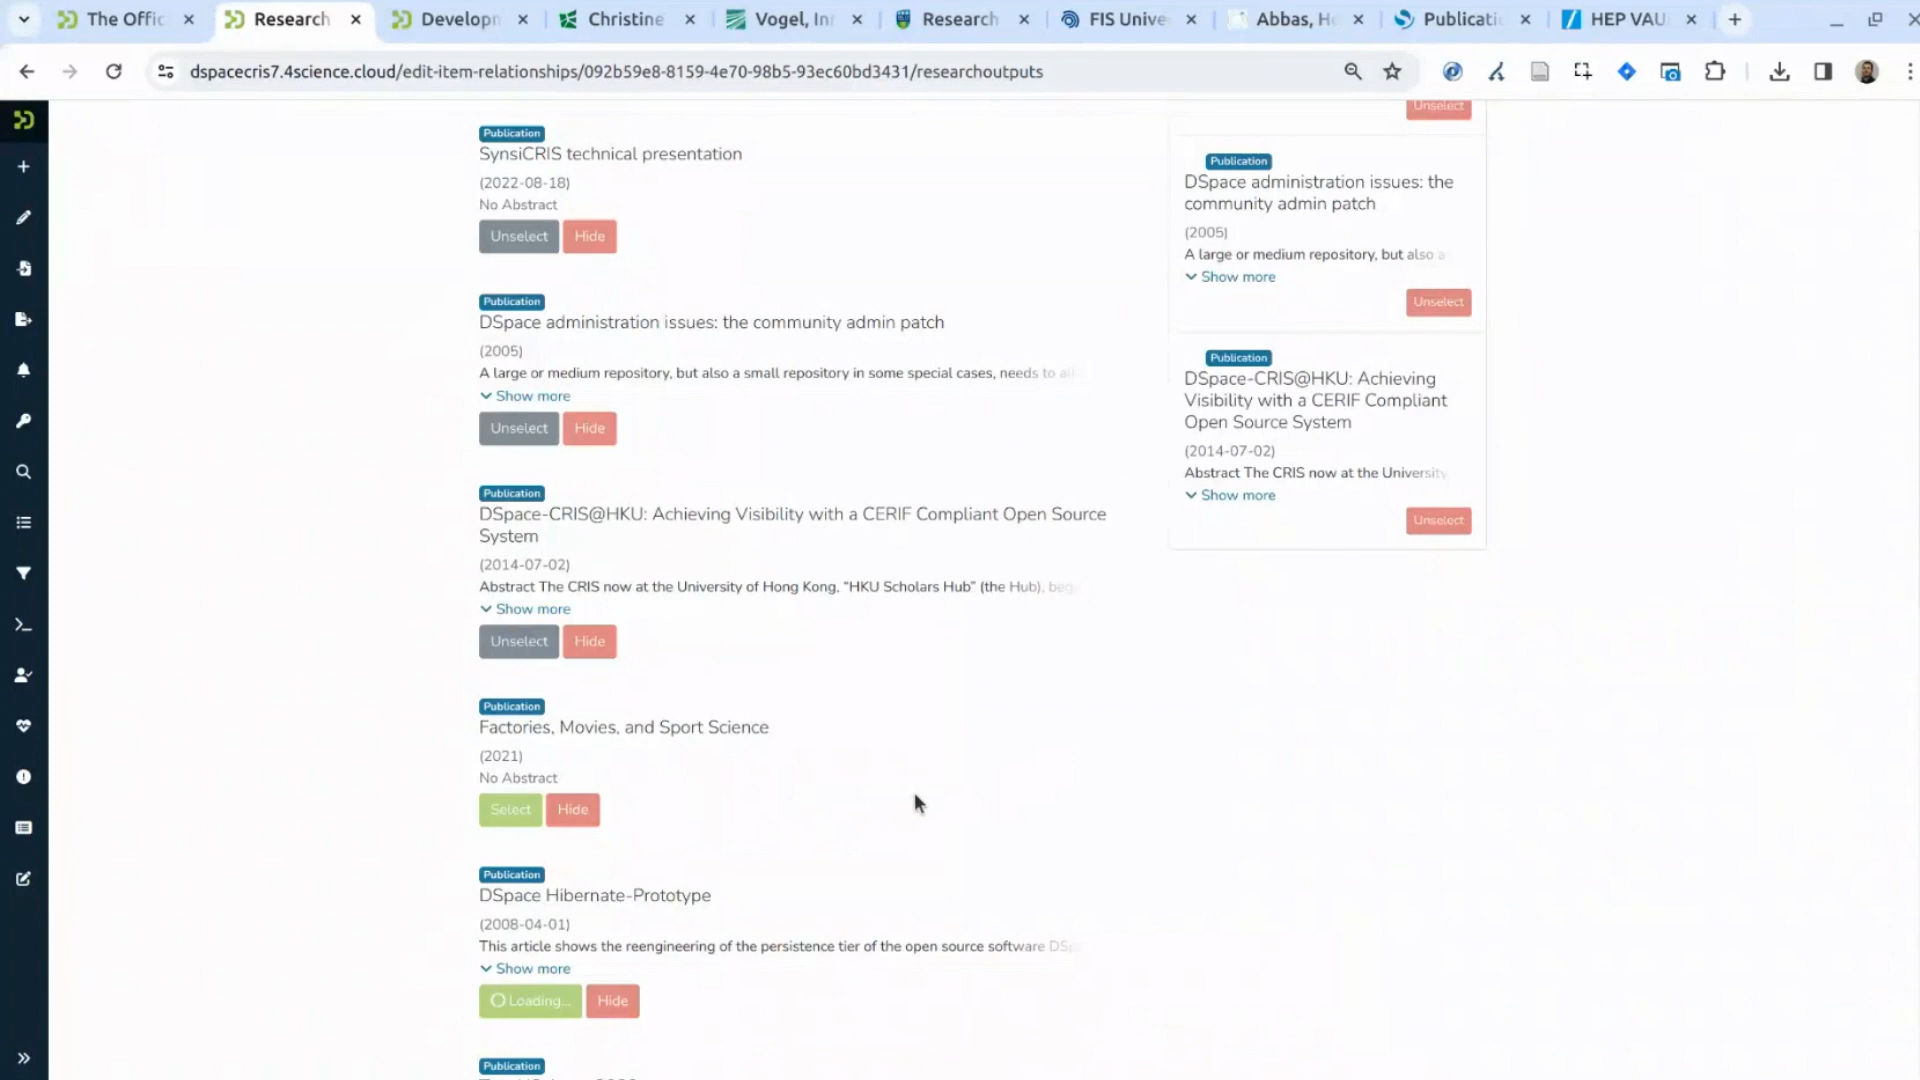 The Offic
Research
Developm
Christine
Vogel, Inn
Research
FIS Unive
Abbas, He
Publicati
HEP VAU
dspacecris7.4science.cloud/edit-item-relationships/092b59e8-8159-4e70-98b5-93ec60bd3431/researchoutputs
Publication
SynsiCRIS technical presentation
(2022-08-18)
No Abstract
Unselect
Hide
Publication
DSpace administration issues: the community admin patch
(2005)
A large or medium repository, but also a small repository in some special cases, needs to all
Show more
Unselect
Hide
Publication
DSpace-CRIS@HKU: Achieving Visibility with a CERIF Compliant Open Source
System
(2014-07-02)
Abstract The CRIS now at the University of Hong Kong, “HKU Scholars Hub” (the Hub), beg
Show more
Unselect
Hide
Publication
Factories, Movies, and Sport Science
(2021)
No Abstract
Select
Hide
Publication
DSpace Hibernate-Prototype
(2008-04-01)
This article shows the reengineering of the persistence tier of the open source software DSp
Show more
Loading...
Hide
Publication
Unselect
Publication
DSpace administration issues: the
community admin patch
(2005)
A large or medium repository, but also a
Show more
Unselect
Publication
DSpace-CRIS@HKU: Achieving
Visibility with a CERIF Compliant
Open Source System
(2014-07-02)
Abstract The CRIS now at the University
Show more
Unselect